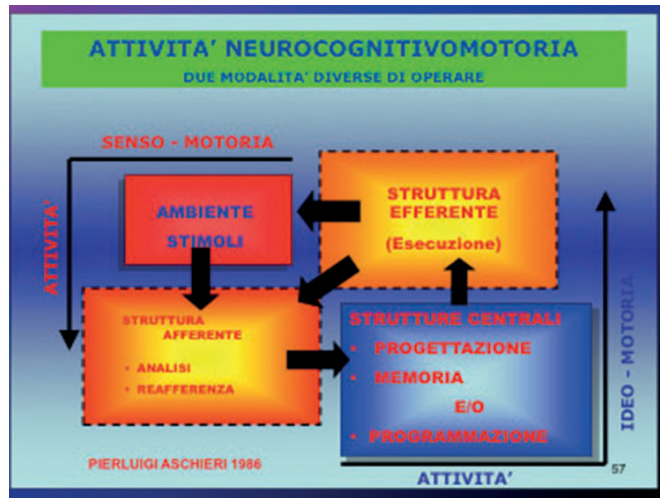 ATTIVITA’ NEUROCOGNITIVOMOTORIA
DUE MODALITA’ DIVERSE DI OPERARE
SENSO - MOTORIA
ATTIVITA’
AMBIENTE
STIMOLI
STRUTTURA
EFFERENTE
(Esecuzione)
STRUTTURA
AFFERENTE
• ANALISI
• REAFFERENZA
STRUTTURE CENTRALI
• PROGETTAZIONE
• MEMORIA
E/O
• PROGRAMMAZIONE
IDEO - MOTORIA
ATTIVITA’
PIERLUIGI ASCHIERI 1986
57